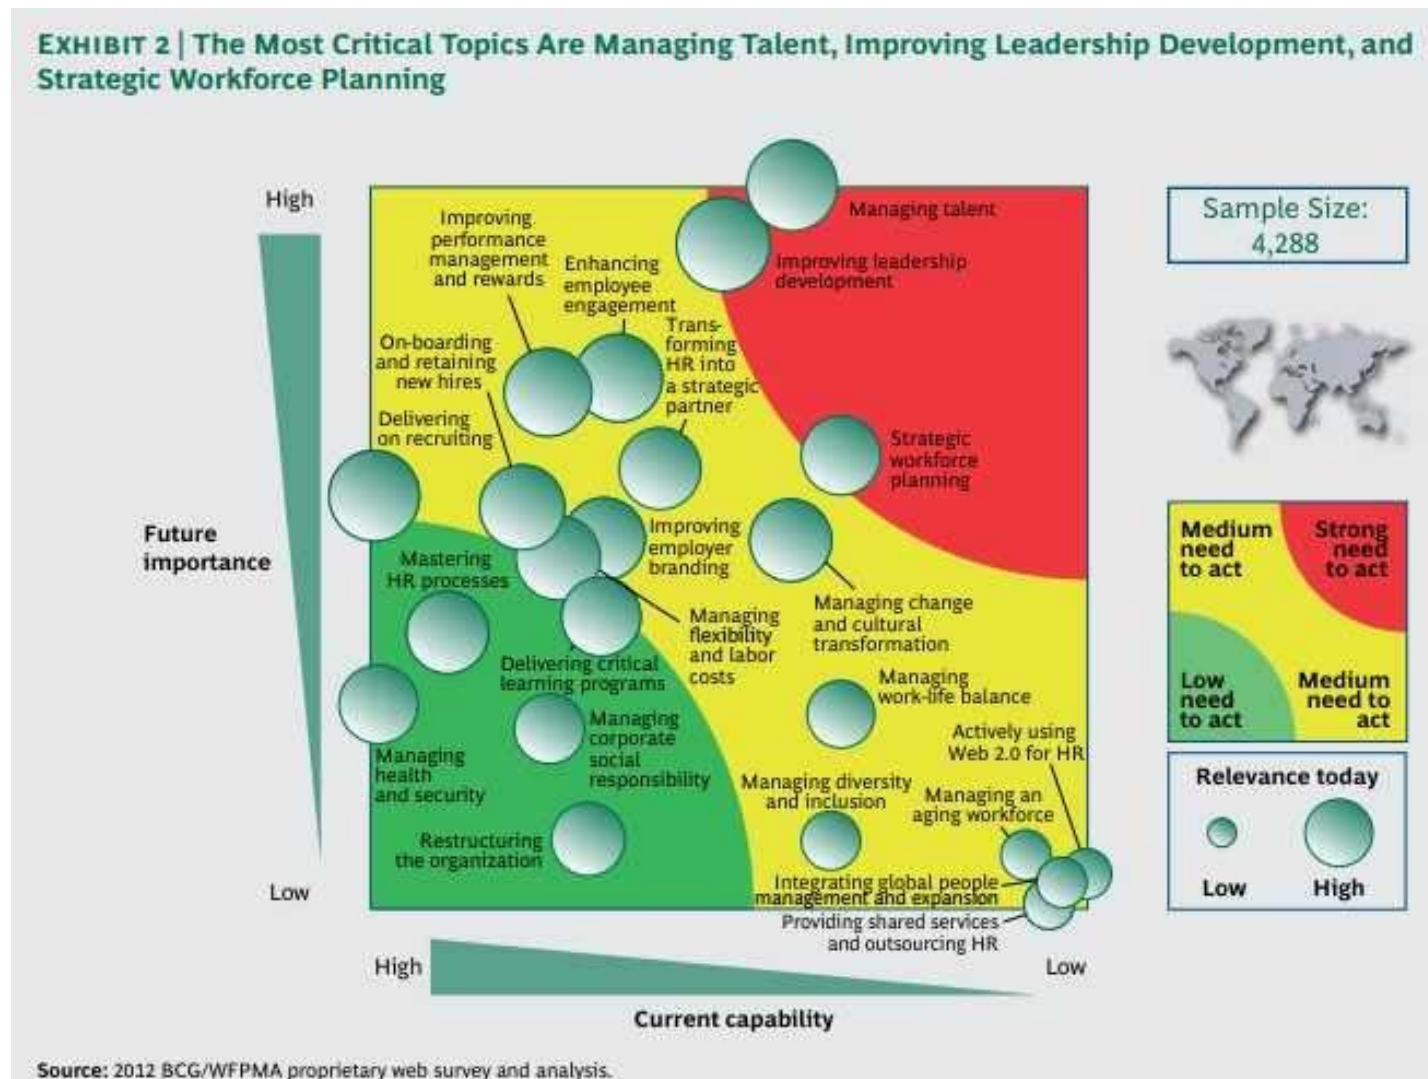 EXHIBIT 2 | The Most Critical Topics Are Managing Talent, Improving Leadership Development, and
Strategic Workforce Planning
High
Future
importance
Low
Improving
performance
management
and rewards
Enhancing
employee
engagement
Managing talent
Improving leadership
development
Trans-
forming
HR into
a strategic
partner
On-boarding
and retaining
new hires
Delivering
on recruiting
Strategic
workforce
planning
Improving
employer
branding
Mastering
HR processes
Managing change
and cultural
transformation
Managing
flexibility
and labor
costs
Delivering critical
learning programs
Managing
work-life balance
Managing
corporate
social
responsibility
Actively using
Web 2.0 for HR
Managing
health
and security
Managing diversity
and inclusion
Managing an
aging workforce
Restructuring
the organization
Integrating global people
management and expansion
Providing shared services
and outsourcing HR
High
Low
Current capability
Sample Size:
4,288
Medium
need
to act
Strong
need
to act
Low
need
to act
Medium
need to
act
Relevance today
Low
High
Source: 2012 BCG/WFPMA proprietary web survey and analysis.